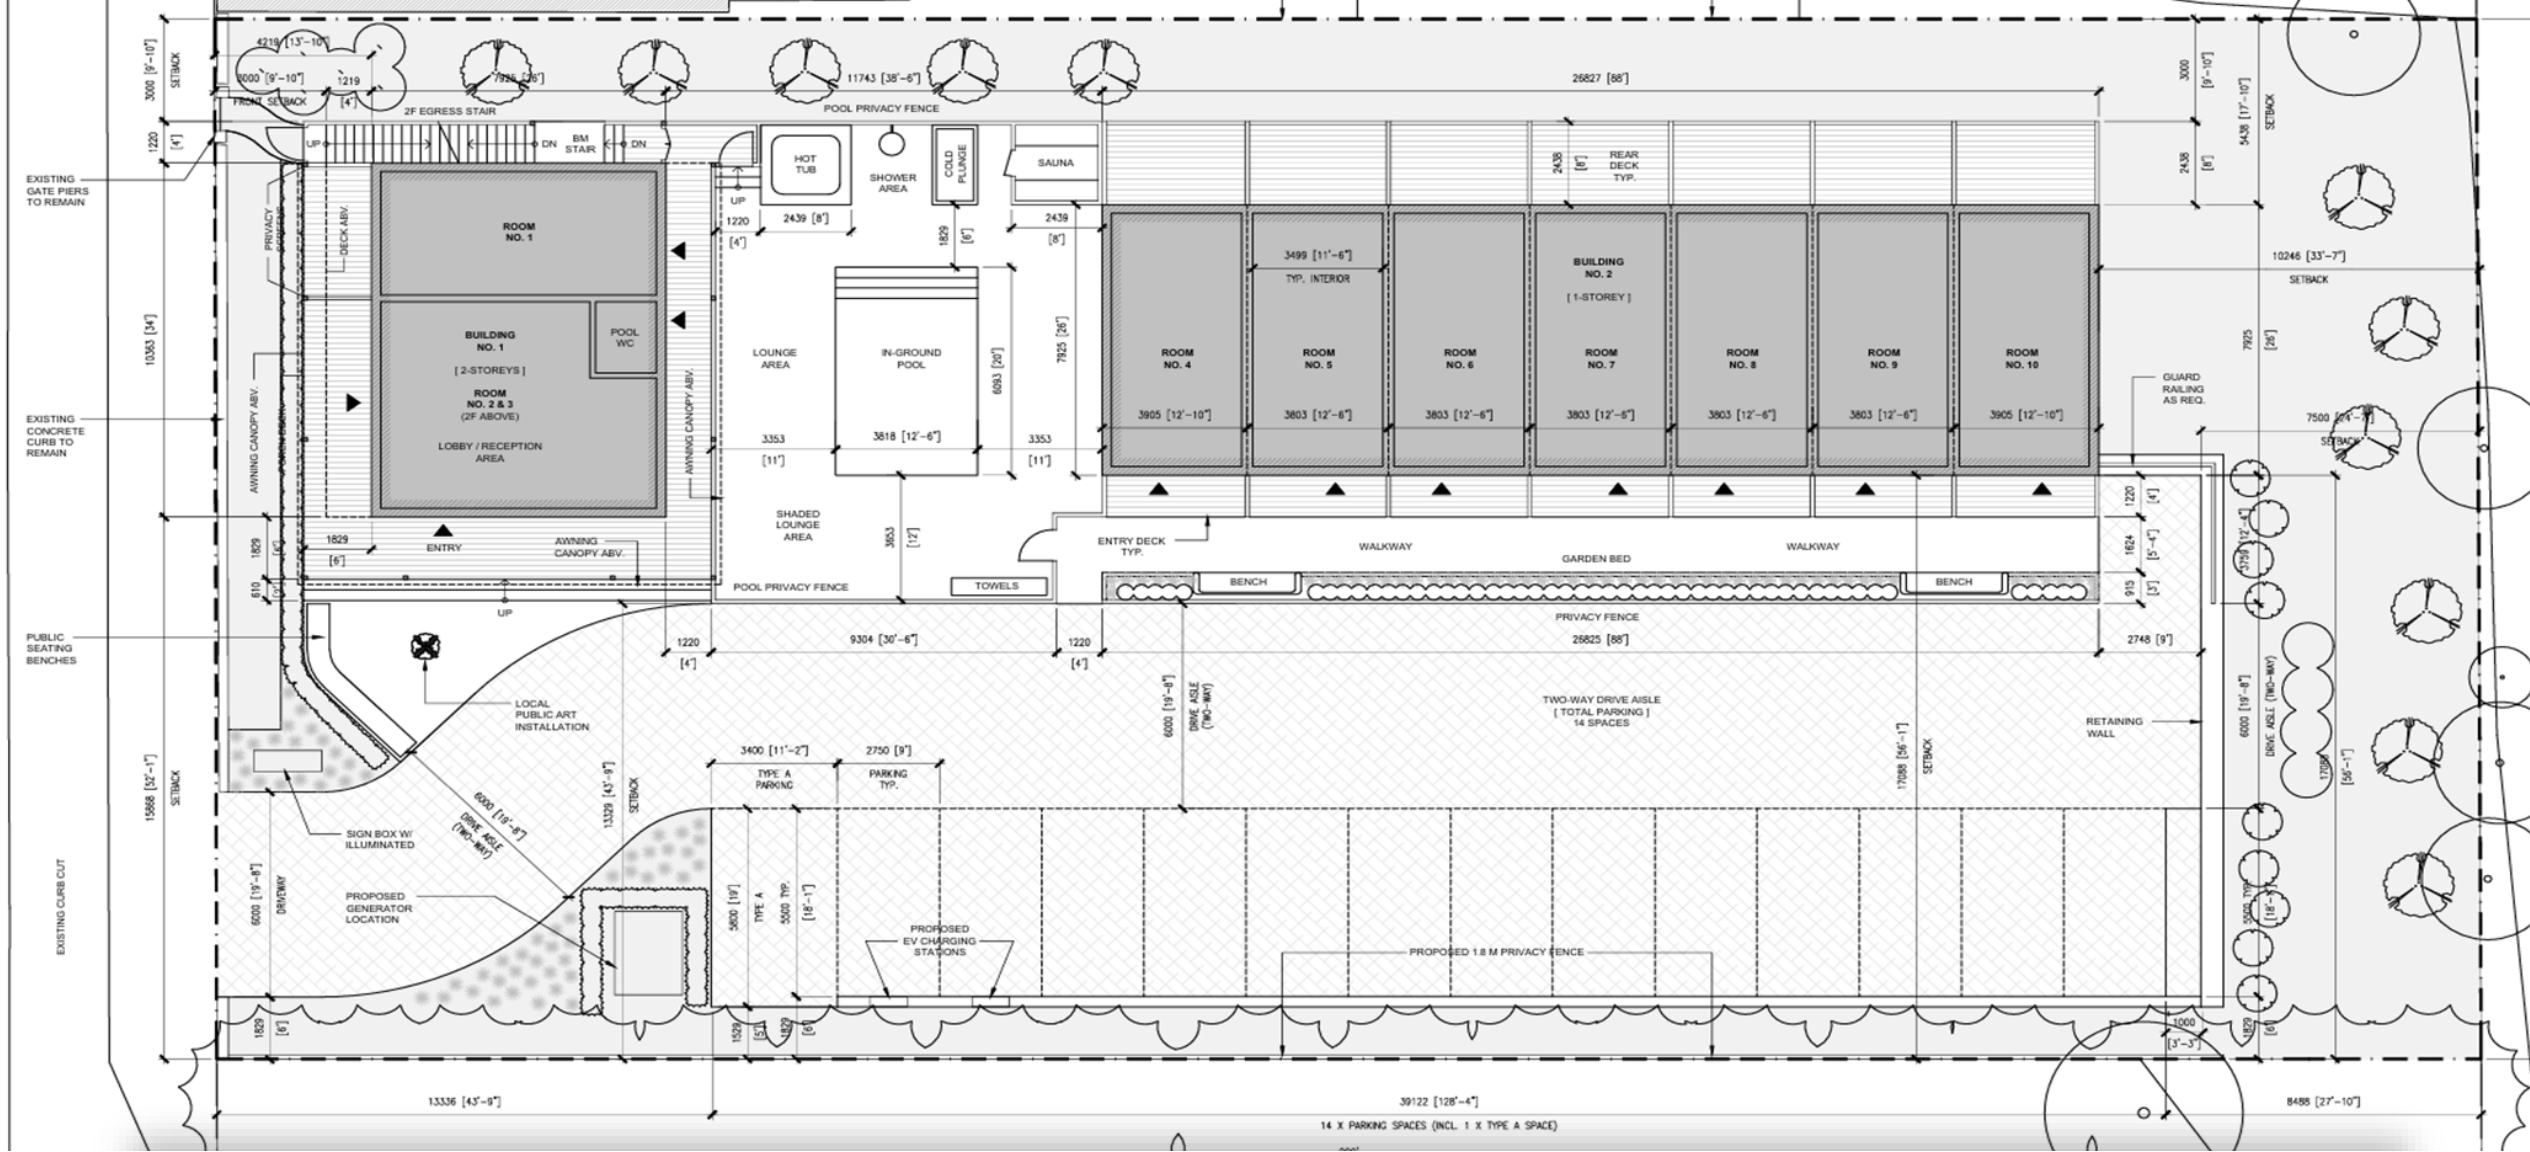 4219 [13'-10"]
3000 [9'-10"]
SETBACK
3000 [9'-10"]
1219
[4']
FRONT SETBACK
7925 [26']
11743 [38'-6"]
26827 [88']
3000
[9'-10"]
5438 [17'-10"]
SETBACK
2F EGRESS STAIR
POOL PRIVACY FENCE
1220
[4']
UP
DN
BM
STAIR
DN
HOT
TUB
SHOWER
AREA
COLD
PLUNGE
SAUNA
2438
[8']
REAR
DECK
TYP.
2438
[8']
EXISTING
GATE PIERS
TO REMAIN
PRIVACY
DECK ABV.
ROOM
NO. 1
UP
1220
[4']
2439 [8']
1829
[6']
2439
[8']
3499 [11'-6"]
TYP. INTERIOR
BUILDING
NO. 2
[ 1-STOREY ]
10246 [33'-7"]
SETBACK
10363 [34']
BUILDING
NO. 1
[ 2-STOREYS ]
ROOM
NO. 2 & 3
(2F ABOVE)
LOBBY / RECEPTION
AREA
POOL
WC
LOUNGE
AREA
IN-GROUND
POOL
6093 [20']
7925 [26']
ROOM
NO. 4
ROOM
NO. 5
ROOM
NO. 6
ROOM
NO. 7
ROOM
NO. 8
ROOM
NO. 9
ROOM
NO. 10
7925
[26']
GUARD
RAILING
AS REQ.
3905 [12'-10"]
3803 [12'-6"]
3803 [12'-6"]
3803 [12'-6"]
3803 [12'-6"]
3803 [12'-6"]
3905 [12'-10"]
7500 [24'-7"]
SETBACK
EXISTING
CONCRETE
CURB TO
REMAIN
AWNING CANOPY ABV.
AWNING CANOPY ABV.
3353
[11']
3818 [12'-6"]
3353
[11']
SHADED
LOUNGE
AREA
3653
[12']
1829
[6']
1829
[6']
ENTRY
AWNING
CANOPY ABV.
ENTRY DECK
TYP.
WALKWAY
GARDEN BED
WALKWAY
1220
[4']
1624
[5'-4"]
915
[3']
3759 [12'-4"]
610
[2']
UP
POOL PRIVACY FENCE
TOWELS
BENCH
BENCH
PRIVACY FENCE
PUBLIC
SEATING
BENCHES
1220
[4']
9304 [30'-6"]
1220
[4']
26825 [88']
2748 [9']
LOCAL
PUBLIC ART
INSTALLATION
6000 [19'-8"]
DRIVE AISLE
(TWO-WAY)
TWO-WAY DRIVE AISLE
[ TOTAL PARKING ]
14 SPACES
RETAINING
WALL
6000 [19'-8"]
DRIVE AISLE (TWO-WAY)
17088
[56'-1"]
17088 [56'-1"]
SETBACK
15868 [52'-1"]
SETBACK
13329 [43'-9"]
SETBACK
3400 [11'-2"]
TYPE A
PARKING
2750 [9']
PARKING
TYP.
6000 [19'-8"]
DRIVE AISLE
(TWO-WAY)
SIGN BOX W/
ILLUMINATED
EXISTING CURB CUT
6000 [19'-8"]
DRIVEWAY
PROPOSED
GENERATOR
LOCATION
5800 [19']
TYPE A
5500 TYP.
[18'-1"]
PROPOSED
EV CHARGING
STATIONS
PROPOSED 1.8 M PRIVACY FENCE
5500 TYP.
[18'-1"]
1829
[6']
1529
[5']
1829
[6']
1000
[3'-3"]
1829
[6']
13336 [43'-9"]
39122 [128'-4"]
8488 [27'-10"]
14 X PARKING SPACES (INCL. 1 X TYPE A SPACE)